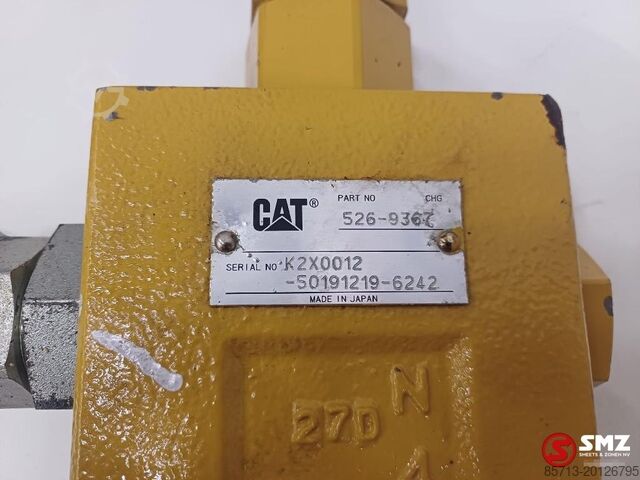 CAT®
PART NO CHG
526-9367
SERIAL NO K2X0012
-50191219-6242
MADE IN JAPAN
27D N
SMZ
SHEETS & ZONEN NV
85713-20126795